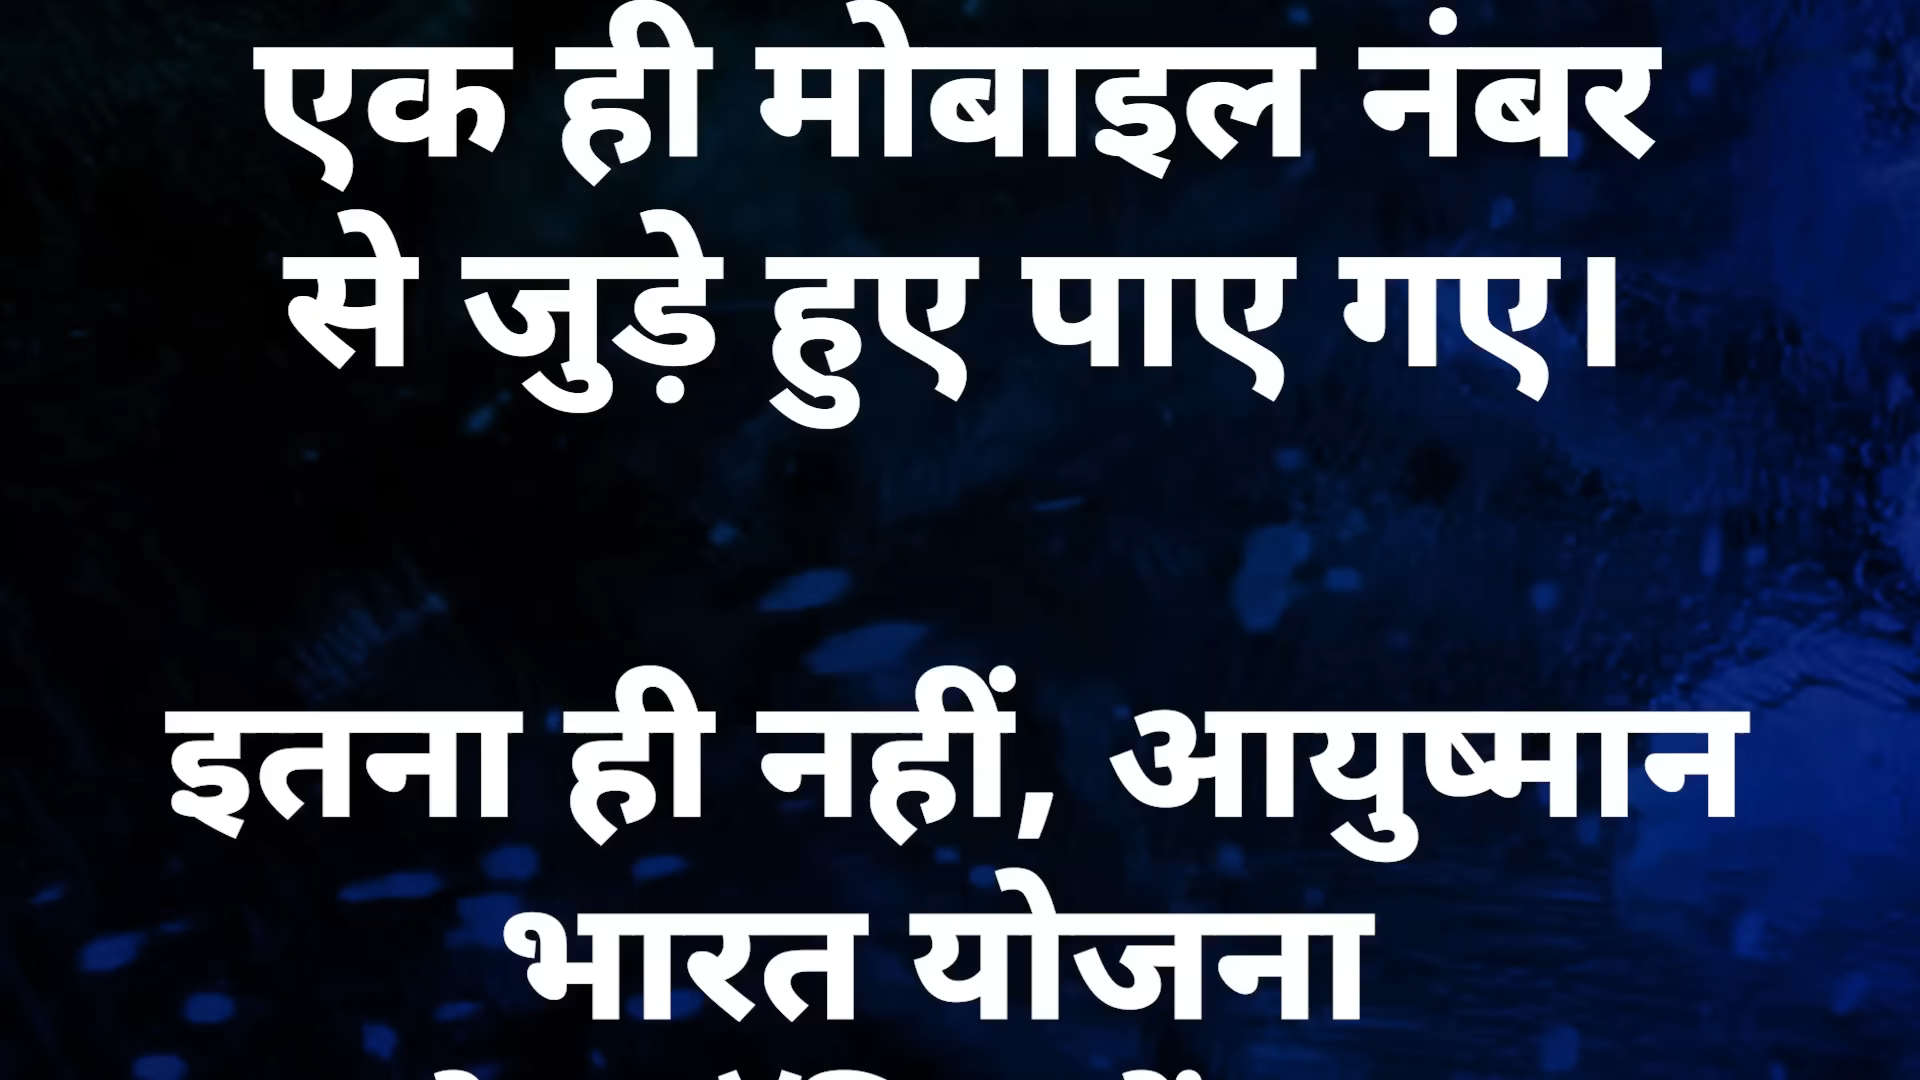 एक ही मोबाइल नंबर
से जुड़े हुए पाए गए।
इतना ही नहीं, आयुष्मान
भारत योजना